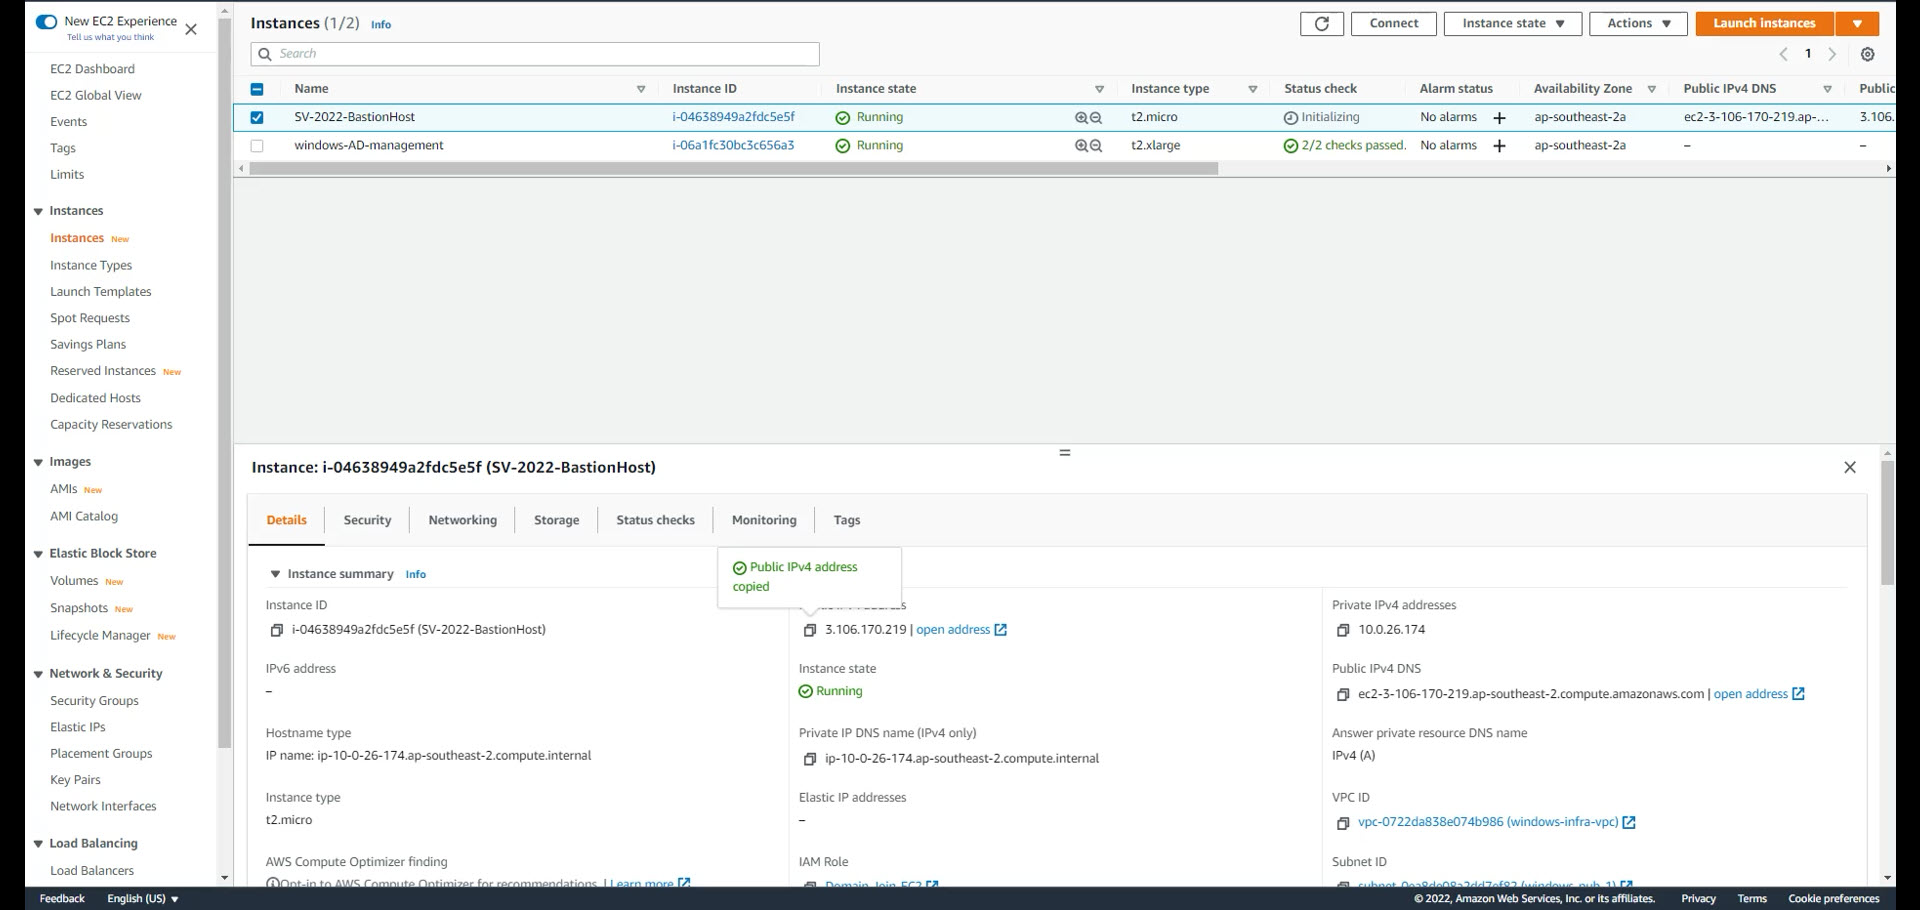 New EC2 Experience
Tell us what you think
EC2 Dashboard
EC2 Global View
Events
Tags
Limits
Instances
Instances New
Instance Types
Launch Templates
Spot Requests
Savings Plans
Reserved Instances New
Dedicated Hosts
Capacity Reservations
Images
AMIs New
AMI Catalog
Elastic Block Store
Volumes New
Snapshots New
Lifecycle Manager New
Network & Security
Security Groups
Elastic IPs
Placement Groups
Key Pairs
Network Interfaces
Load Balancing
Load Balancers
Instances (1/2) Info
Connect
Instance state
Actions
Launch instances
Search
1
Name Instance ID Instance state Instance type Status check Alarm status Availability Zone Public IPv4 DNS Public
SV-2022-BastionHost i-04638949a2fdc5e5f Running t2.micro Initializing No alarms + ap-southeast-2a ec2-3-106-170-219.ap-... 3.106.
windows-AD-management i-06a1fc30bc3c656a3 Running t2.xlarge 2/2 checks passed. No alarms + ap-southeast-2a – –
Instance: i-04638949a2fdc5e5f (SV-2022-BastionHost)
Details Security Networking Storage Status checks Monitoring Tags
Public IPv4 address
copied
Instance summary Info
Instance ID
i-04638949a2fdc5e5f (SV-2022-BastionHost)
3.106.170.219 | open address
Private IPv4 addresses
10.0.26.174
IPv6 address
–
Instance state
Running
Public IPv4 DNS
ec2-3-106-170-219.ap-southeast-2.compute.amazonaws.com | open address
Hostname type
IP name: ip-10-0-26-174.ap-southeast-2.compute.internal
Private IP DNS name (IPv4 only)
ip-10-0-26-174.ap-southeast-2.compute.internal
Answer private resource DNS name
IPv4 (A)
Instance type
t2.micro
Elastic IP addresses
–
VPC ID
vpc-0722da838e074b986 (windows-infra-vpc)
AWS Compute Optimizer finding
Opt-in to AWS Compute Optimizer for recommendations. | Learn more
IAM Role
Domain-Join-EC2
Subnet ID
Feedback English (US)
© 2022, Amazon Web Services, Inc. or its affiliates. Privacy Terms Cookie preferences